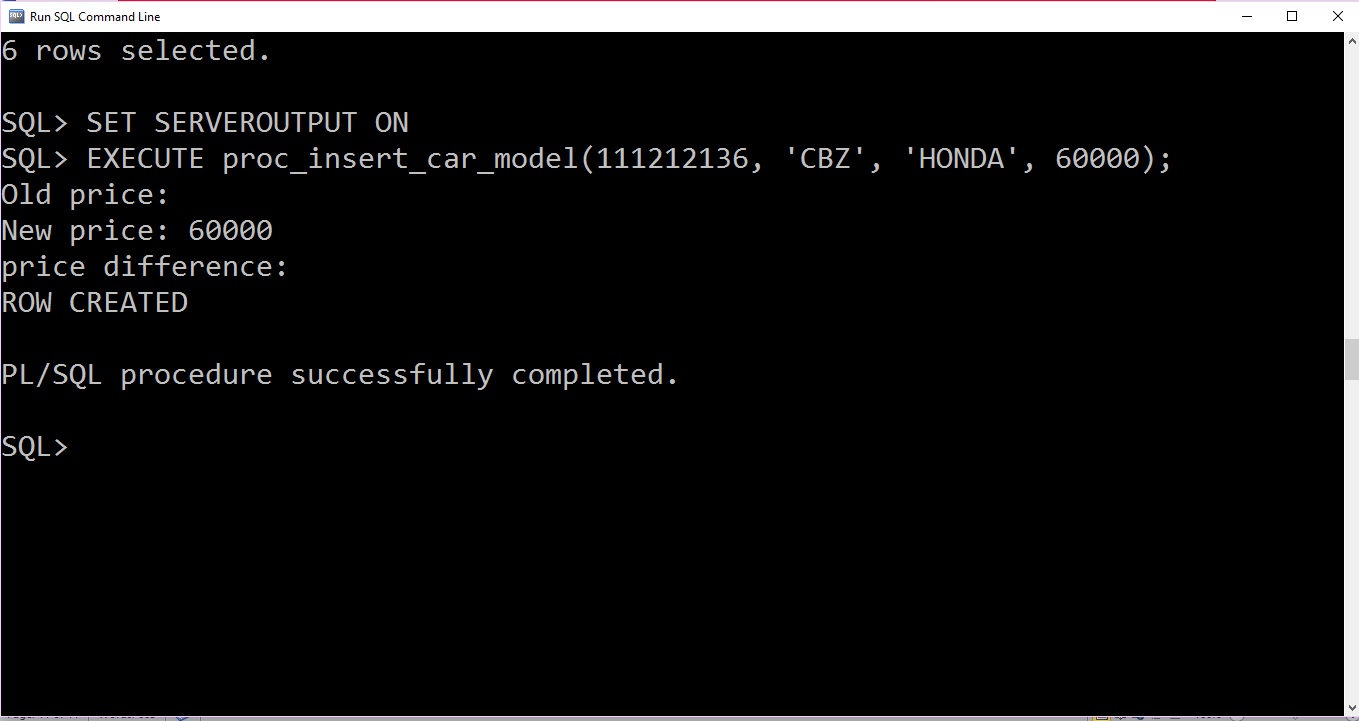 Run SQL Command Line
6 rows selected.
SQL> SET SERVEROUTPUT ON
SQL> EXECUTE proc_insert_car_model(111212136, 'CBZ', 'HONDA', 60000);
Old price:
New price: 60000
price difference:
ROW CREATED
PL/SQL procedure successfully completed.
SQL>